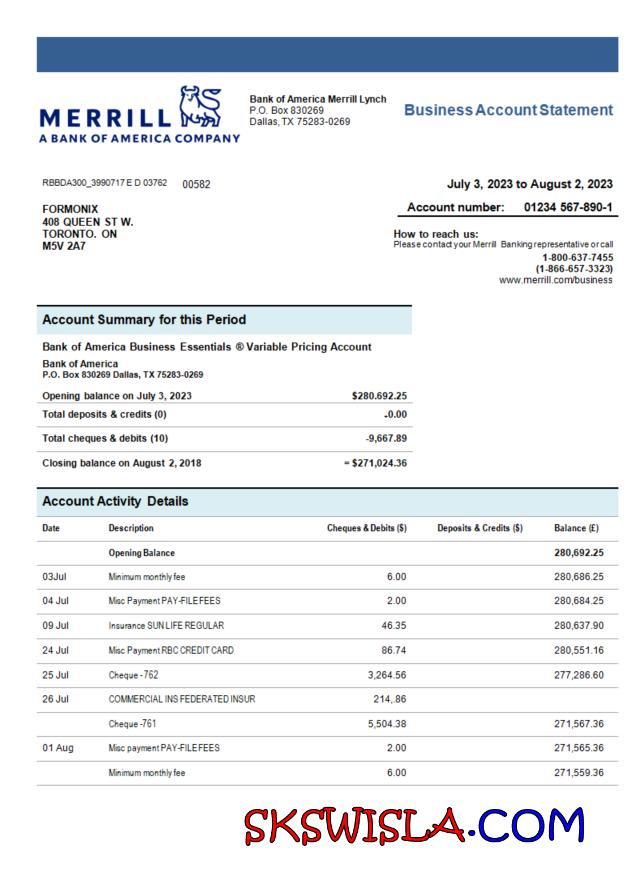 MERRILL
A BANK OF AMERICA COMPANY
Bank of America Merrill Lynch
P.O. Box 830269
Dallas, TX 75283-0269
Business Account Statement
RBBDA300_3990717 E D 03762 00582
FORMONIX
408 QUEEN ST W.
TORONTO. ON
M5V 2A7
July 3, 2023 to August 2, 2023
Account number: 01234 567-890-1
How to reach us:
Please contact your Merrill Banking representative or call
1-800-637-7455
(1-866-657-3323)
www.merrill.com/business
Account Summary for this Period
Bank of America Business Essentials ® Variable Pricing Account
Bank of America
P.O. Box 830269 Dallas, TX 75283-0269
Opening balance on July 3, 2023 $280.692.25
Total deposits & credits (0) -0.00
Total cheques & debits (10) -9,667.89
Closing balance on August 2, 2018 = $271,024.36
Account Activity Details
Date Description Cheques & Debits ($) Deposits & Credits ($) Balance (£)
Opening Balance 280,692.25
03Jul Minimum monthly fee 6.00 280,686.25
04 Jul Misc Payment PAY-FILE FEES 2.00 280,684.25
09 Jul Insurance SUN LIFE REGULAR 46.35 280,637.90
24 Jul Misc Payment RBC CREDIT CARD 86.74 280,551.16
25 Jul Cheque -762 3,264.56 277,286.60
26 Jul COMMERCIAL INS FEDERATED INSUR 214,.86
Cheque -761 5,504.38 271,567.36
01 Aug Misc payment PAY-FILE FEES 2.00 271,565.36
Minimum monthly fee 6.00 271,559.36
SKSWISLA.COM